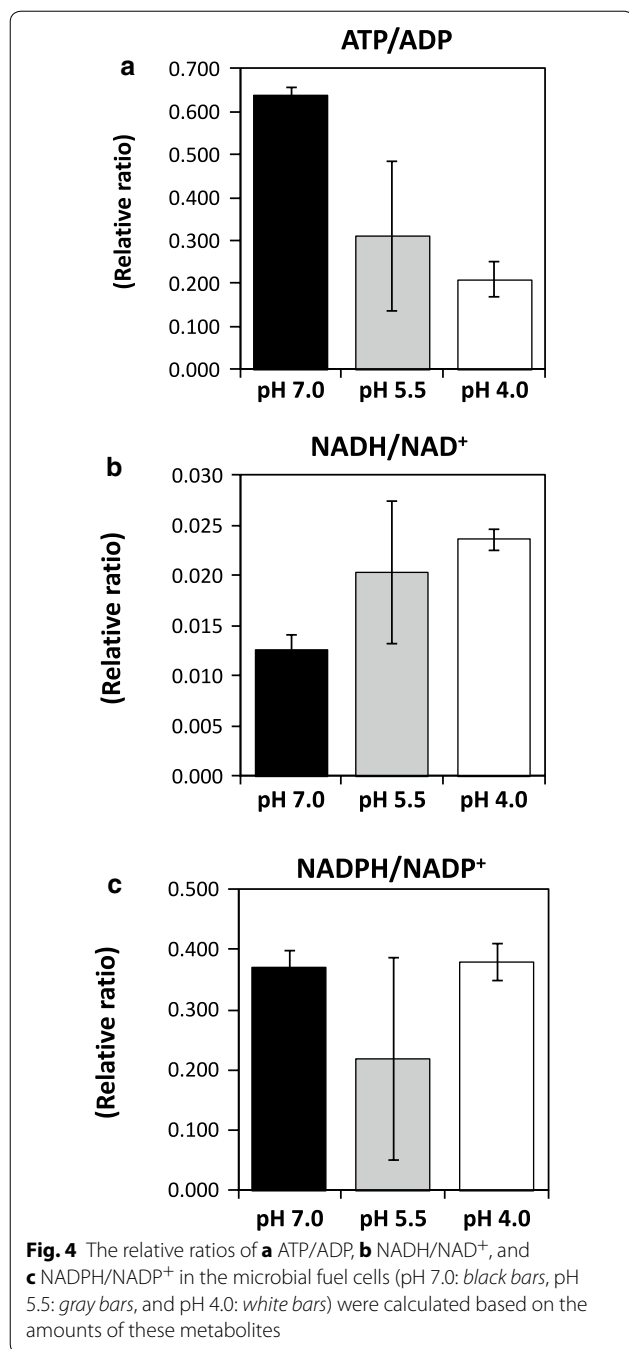 ATP/ADP
a
(Relative ratio)
0.700
0.600
0.500
0.400
0.300
0.200
0.100
0.000
pH 7.0 pH 5.5 pH 4.0
NADH/NAD⁺
b
(Relative ratio)
0.030
0.025
0.020
0.015
0.010
0.005
0.000
pH 7.0 pH 5.5 pH 4.0
NADPH/NADP⁺
c
(Relative ratio)
0.500
0.400
0.300
0.200
0.100
0.000
pH 7.0 pH 5.5 pH 4.0
Fig. 4 The relative ratios of a ATP/ADP, b NADH/NAD⁺, and
c NADPH/NADP⁺ in the microbial fuel cells (pH 7.0: black bars, pH
5.5: gray bars, and pH 4.0: white bars) were calculated based on the
amounts of these metabolites